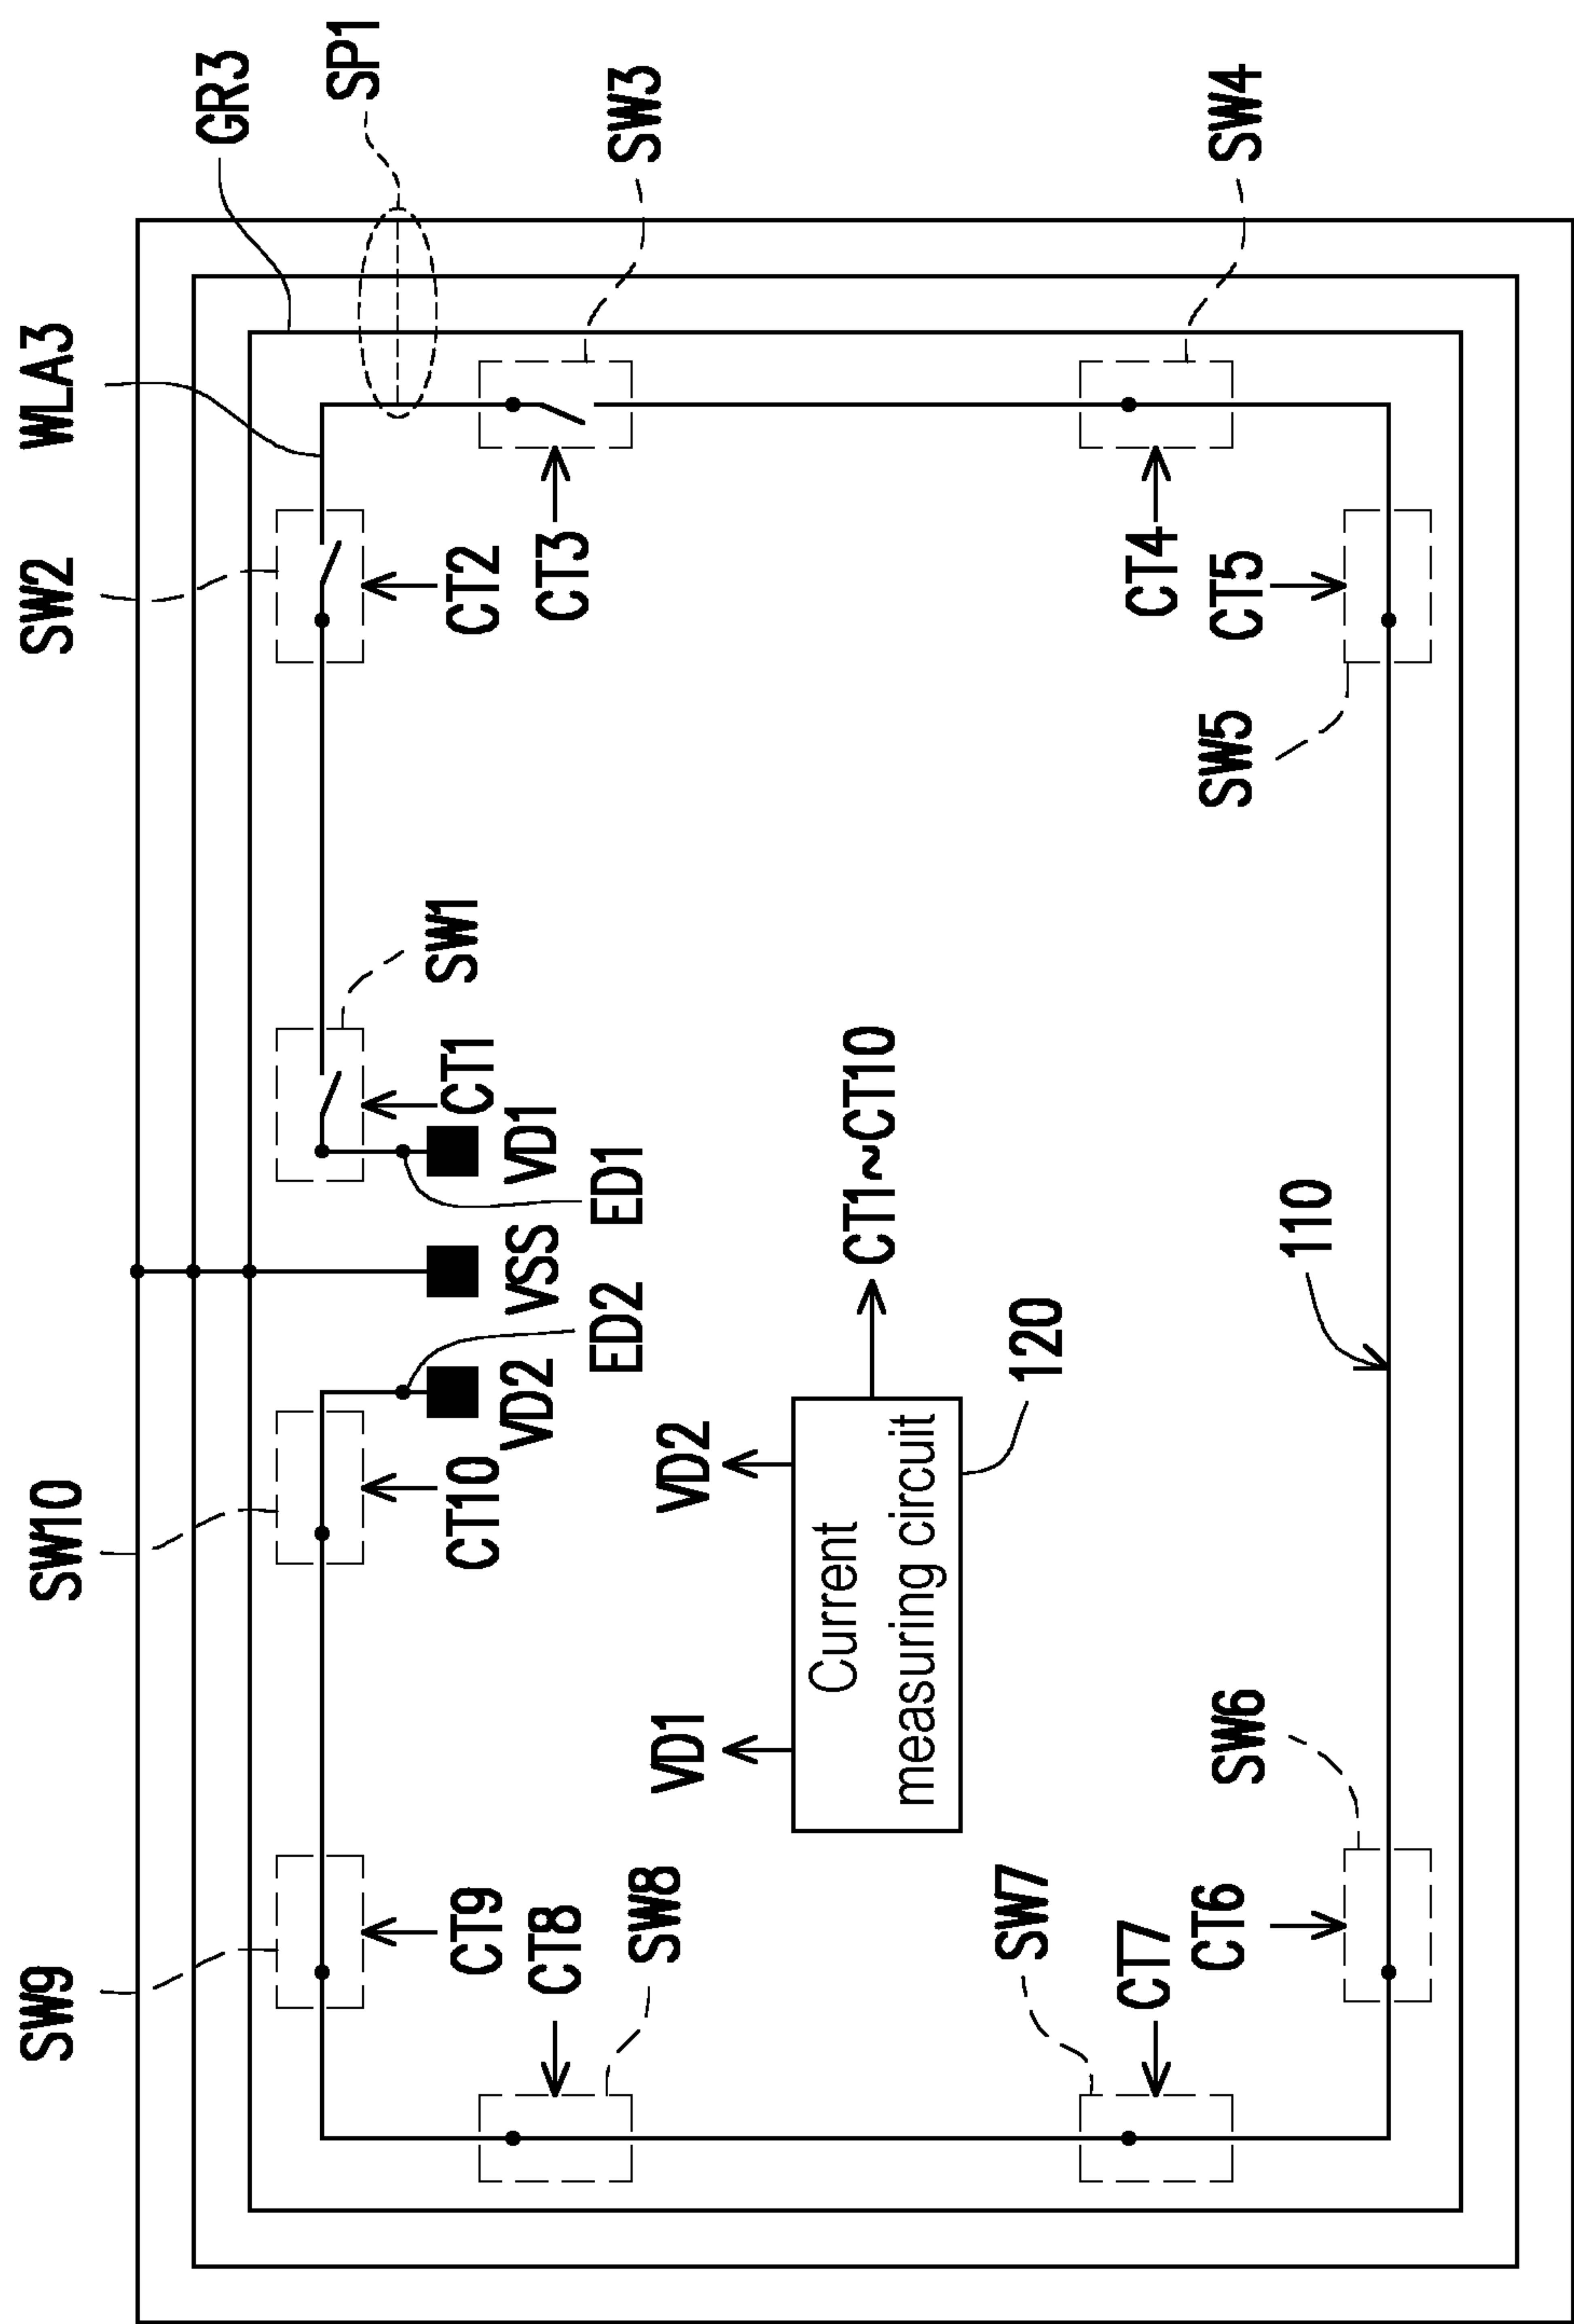 SW9
SW10
SW2
WLA3
GR3
SP1
CT9
CT10
CT1
SW1
CT2
CT8
VD2
VSS
VD1
CT3
ED2
ED1
SW8
SW3
VD1
VD2
Current
measuring circuit
CT1~CT10
SW7
120
CT7
CT4
CT6
SW6
SW5
CT5
SW4
110